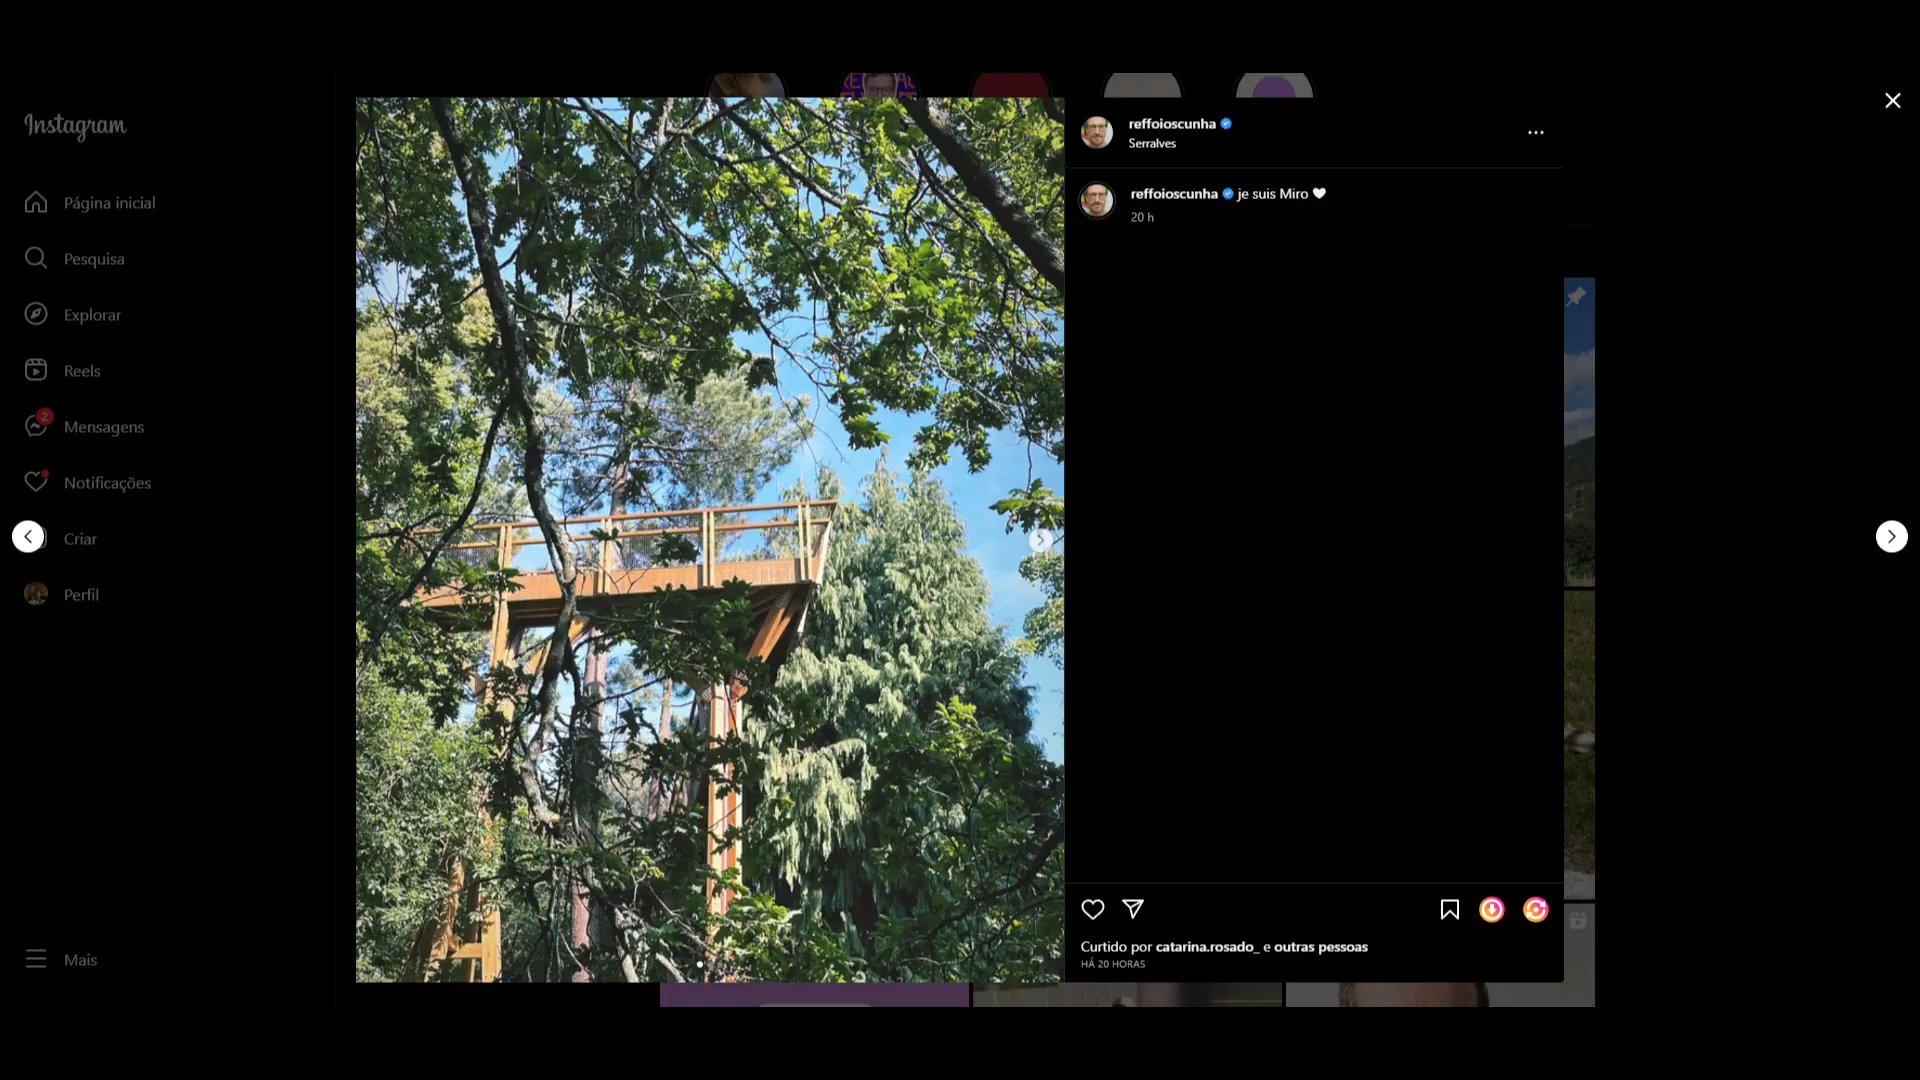 Instagram
Página inicial
Pesquisa
Explorar
Reels
2
Mensagens
Notificações
Criar
Perfil
Mais
reffoioscunha
Serralves
reffoioscunha je suis Miro 🤍
20 h
Curtido por catarina.rosado_ e outras pessoas
HÁ 20 HORAS